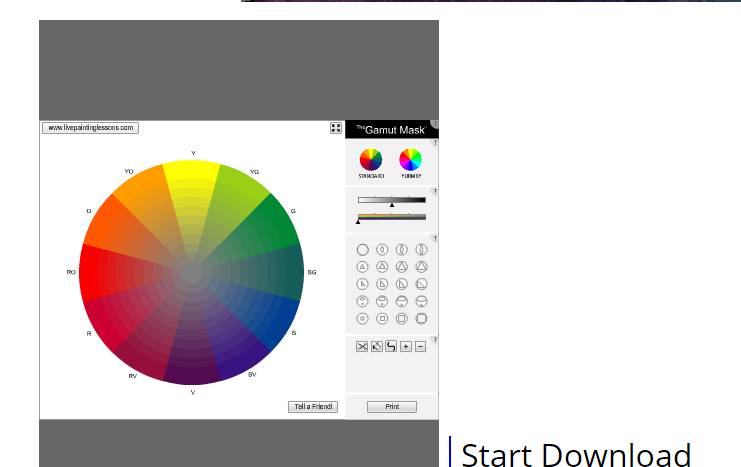 www.livepaintinglessons.com
The Gamut Mask
?
?
STANDARD YURMBY
?
?
?
Y
YO
YG
O
G
RO
BG
R
B
RV
BV
V
+ −
Tell a Friend!
Print
Start Download